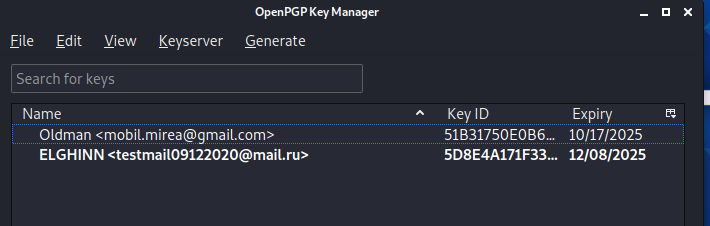 OpenPGP Key Manager
File Edit View Keyserver Generate
Search for keys
Name Key ID Expiry
Oldman <mobil.mirea@gmail.com> 51B31750E0B6... 10/17/2025
ELGHINN <testmail09122020@mail.ru> 5D8E4A171F33... 12/08/2025